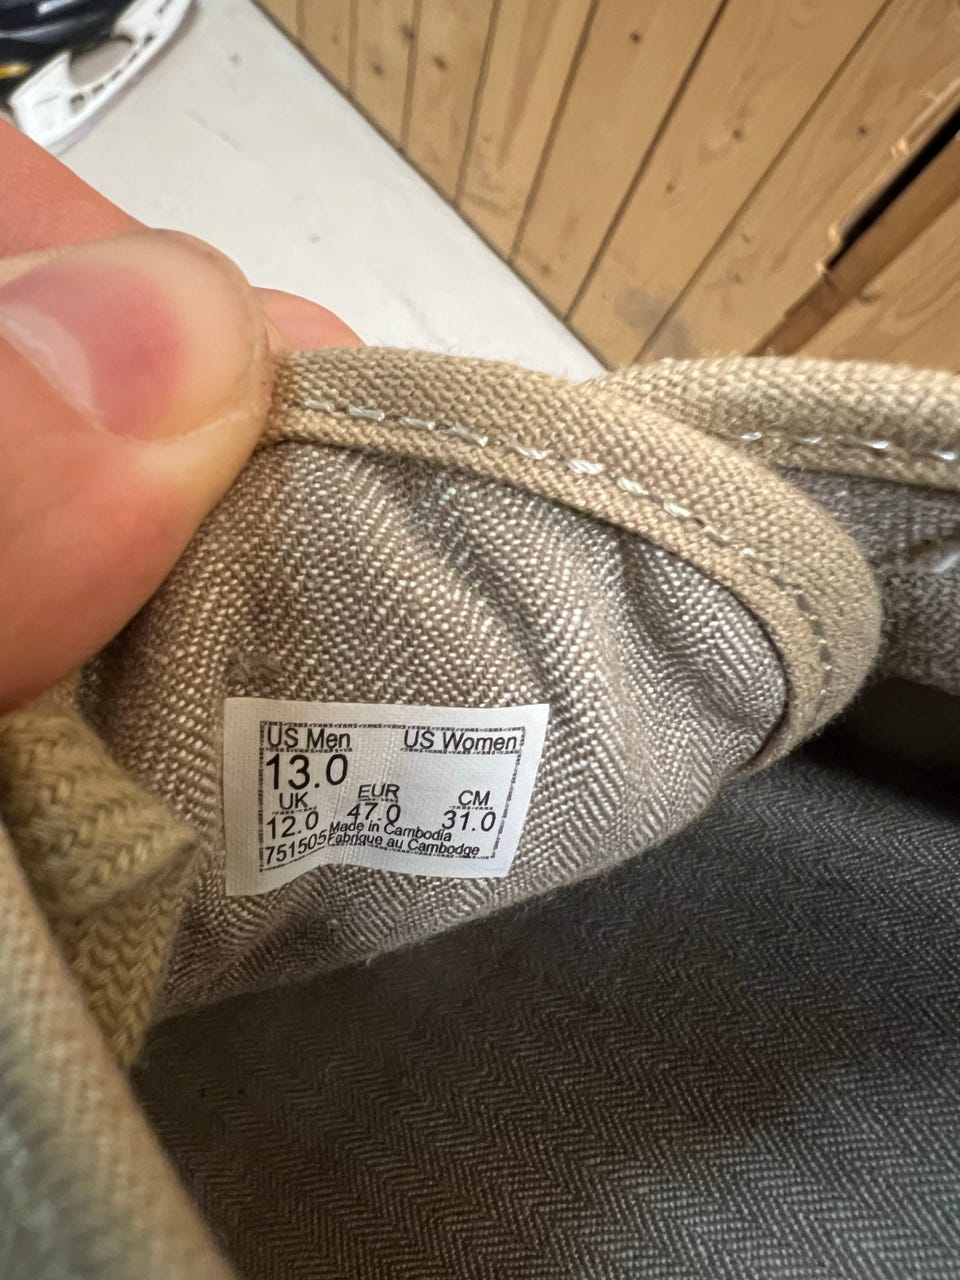 US Men US Women
13.0
UK EUR CM
12.0 47.0 31.0
Made in Cambodia
751505 Fabrique au Cambodge